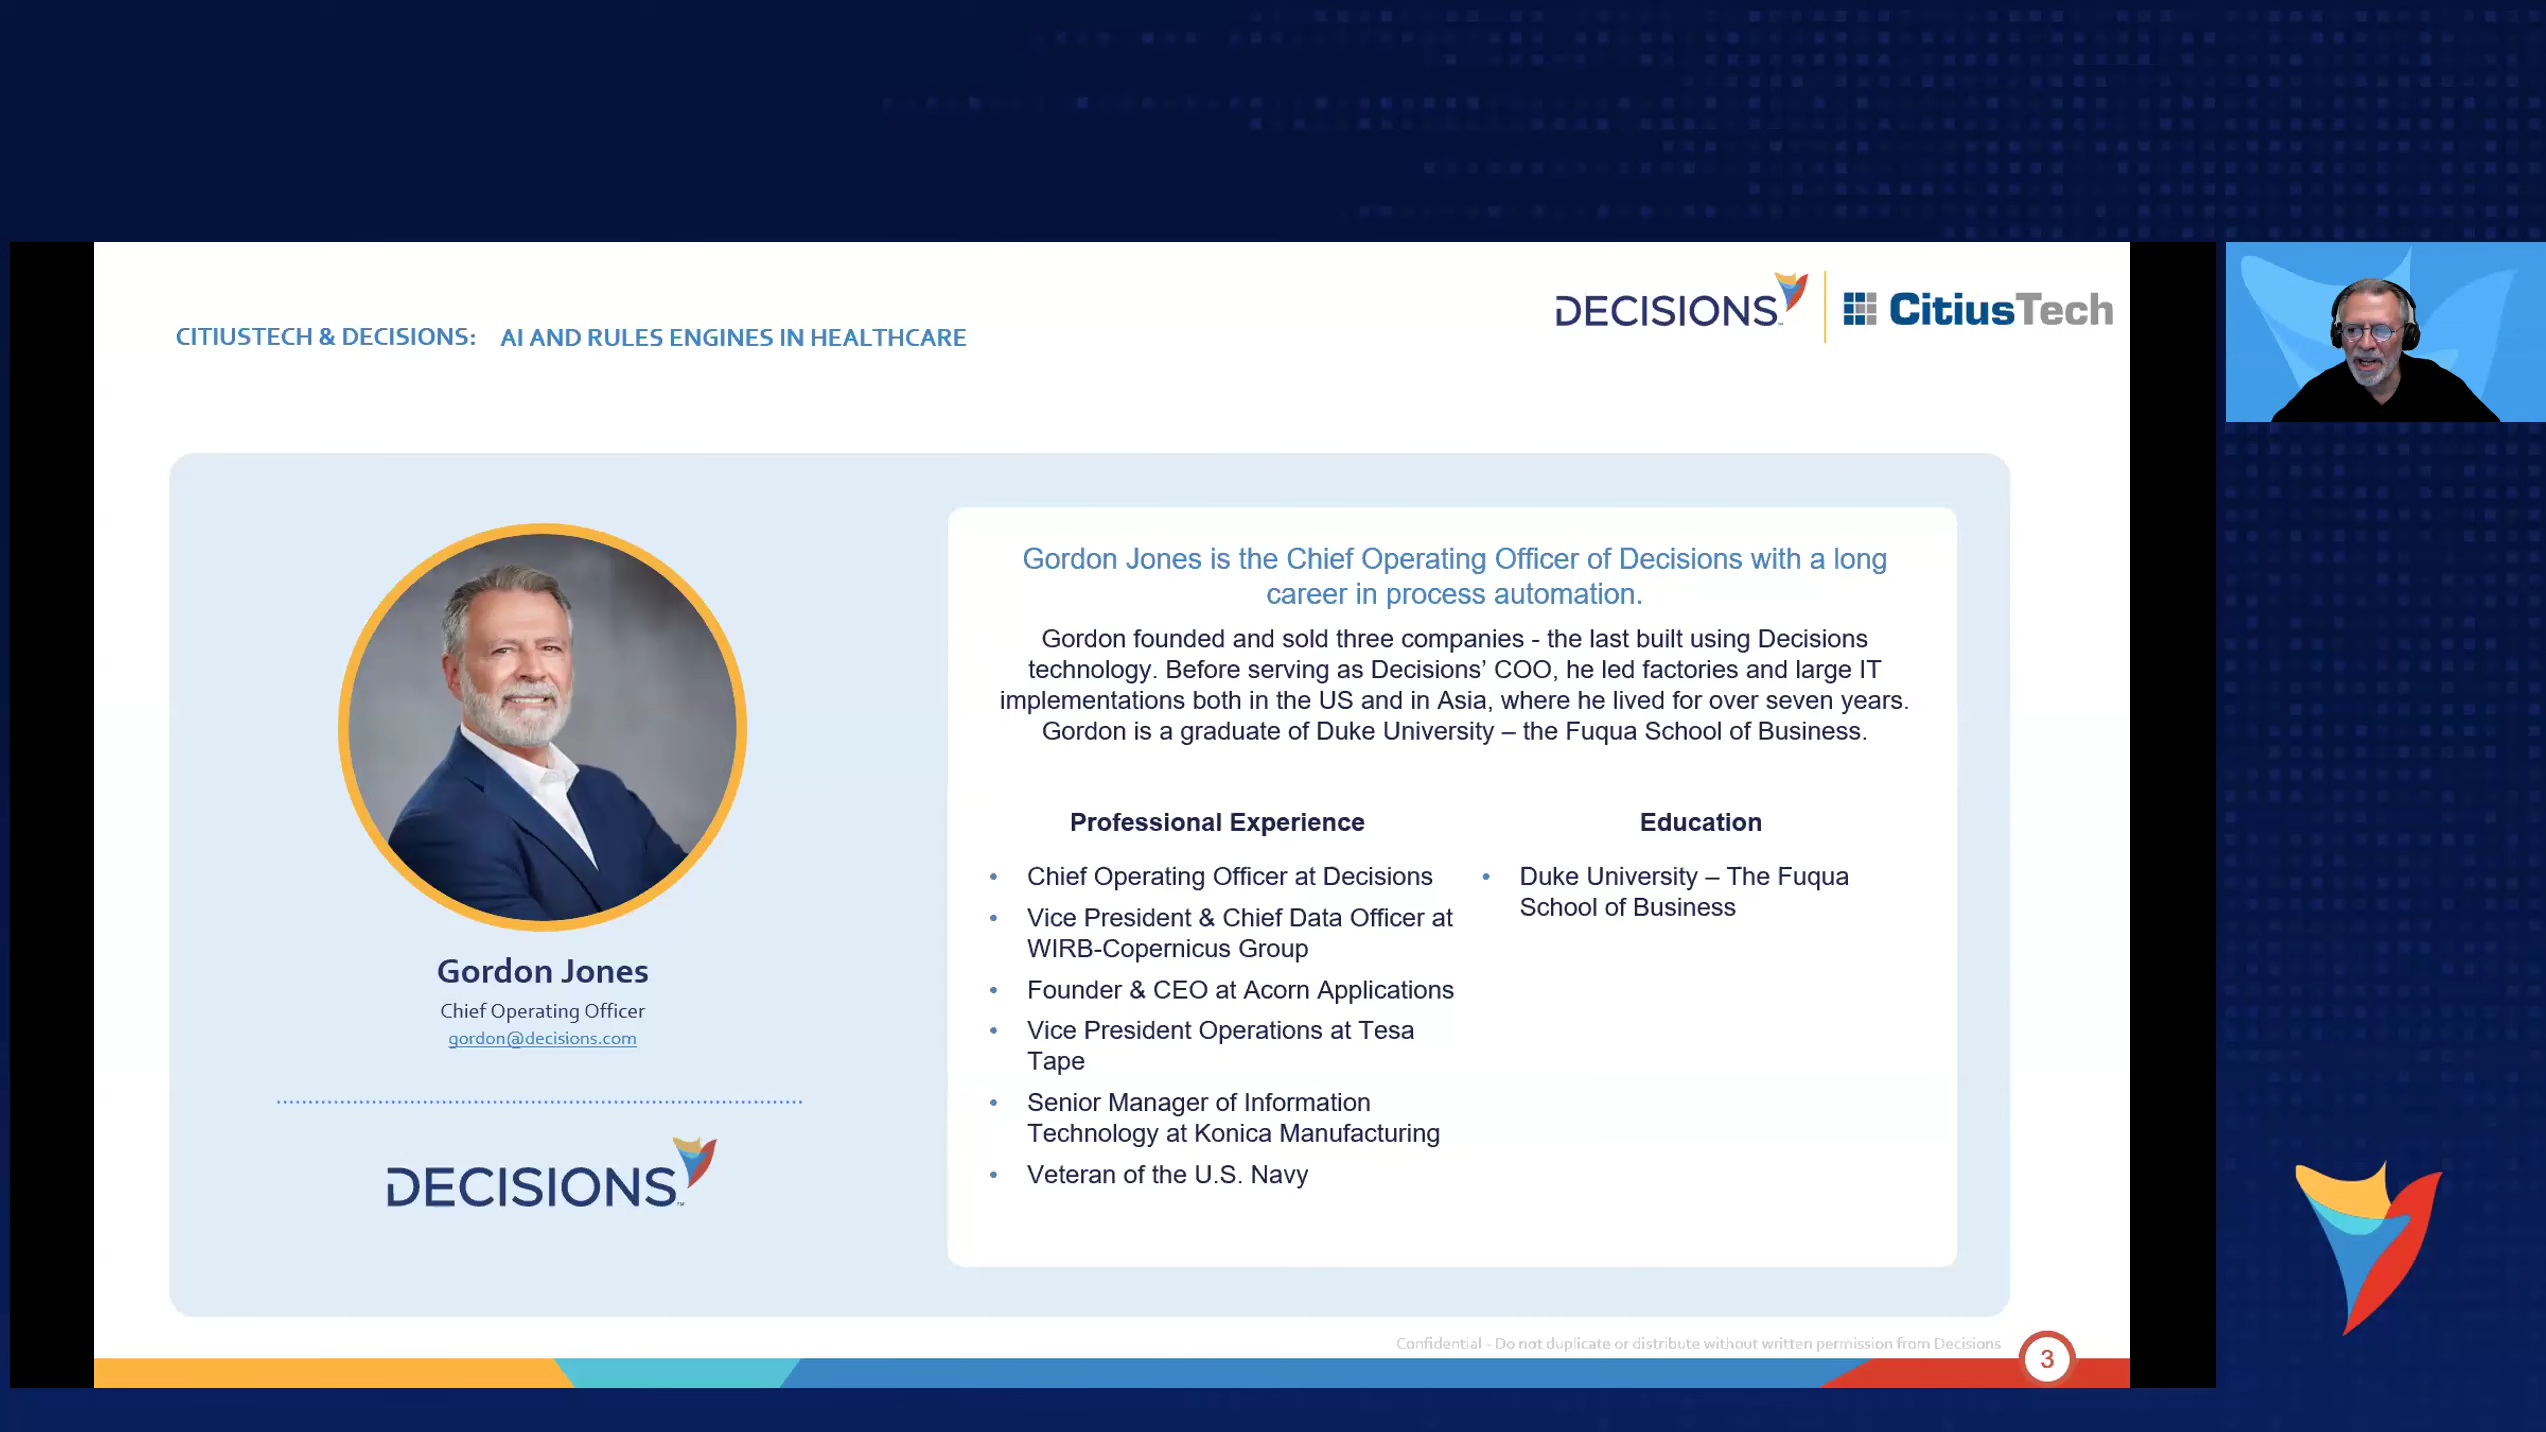 DECISIONS™
CitiusTech
CITIUSTECH & DECISIONS: AI AND RULES ENGINES IN HEALTHCARE
Gordon Jones
Chief Operating Officer
gordon@decisions.com
DECISIONS™
Gordon Jones is the Chief Operating Officer of Decisions with a long
career in process automation.
Gordon founded and sold three companies - the last built using Decisions
technology. Before serving as Decisions’ COO, he led factories and large IT
implementations both in the US and in Asia, where he lived for over seven years.
Gordon is a graduate of Duke University – the Fuqua School of Business.
Professional Experience
• Chief Operating Officer at Decisions
• Vice President & Chief Data Officer at
WIRB-Copernicus Group
• Founder & CEO at Acorn Applications
• Vice President Operations at Tesa
Tape
• Senior Manager of Information
Technology at Konica Manufacturing
• Veteran of the U.S. Navy
Education
• Duke University – The Fuqua
School of Business
Confidential - Do not duplicate or distribute without written permission from Decisions
3